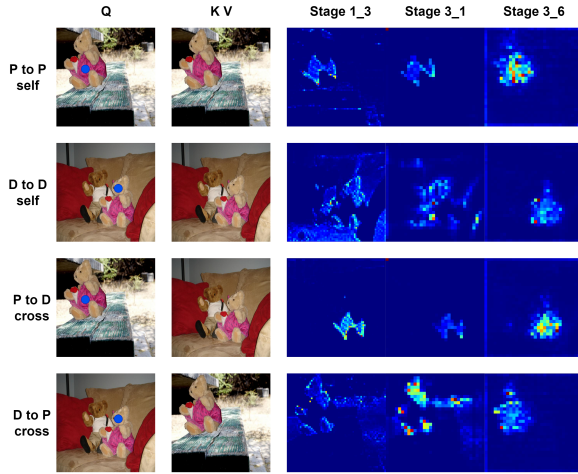 Q
K V
Stage 1_3
Stage 3_1
Stage 3_6
P to P
self
D to D
self
P to D
cross
D to P
cross